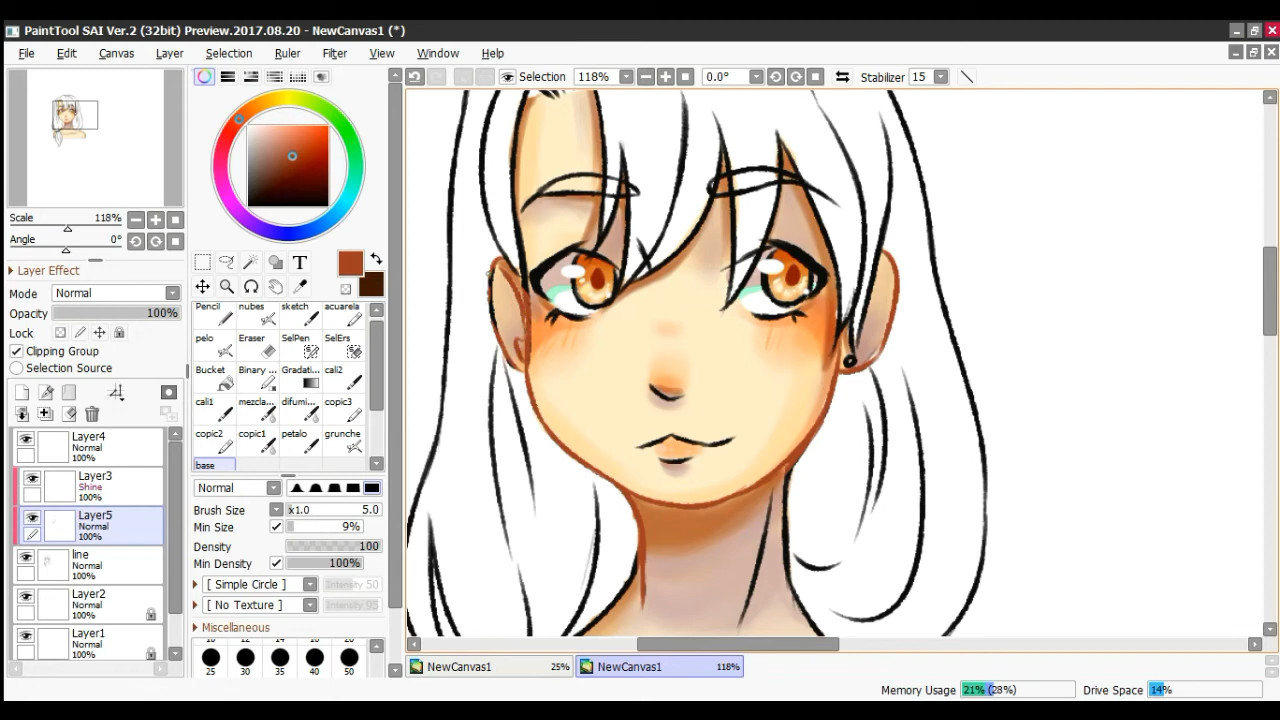 PaintTool SAI Ver.2 (32bit) Preview.2017.08.20 - NewCanvas1 (*)
File Edit Canvas Layer Selection Ruler Filter View Window Help
Selection 118% 0.0° Stabilizer 15
Scale 118%
Angle 0°
Layer Effect
Mode Normal
Opacity 100%
Lock
Clipping Group
Selection Source
Layer4
Normal
100%
Layer3
Shine
100%
Layer5
Normal
100%
line
Normal
100%
Layer2
Normal
100%
Layer1
Normal
100%
T
Pencil nubes sketch acuarela
pelo Eraser SelPen SelErs
Bucket Binary ... Gradati... cali2
cali1 mezcla... difumi... copic3
copic2 copic1 petalo grunche
base
Normal
Brush Size x1.0 5.0
Min Size 9%
Density 100
Min Density 100%
[ Simple Circle ] Intensity 50
[ No Texture ] Intensity 95
Miscellaneous
10 12 14 16 20
25 30 35 40 50
NewCanvas1 25% NewCanvas1 118%
Memory Usage 21% (28%) Drive Space 14%